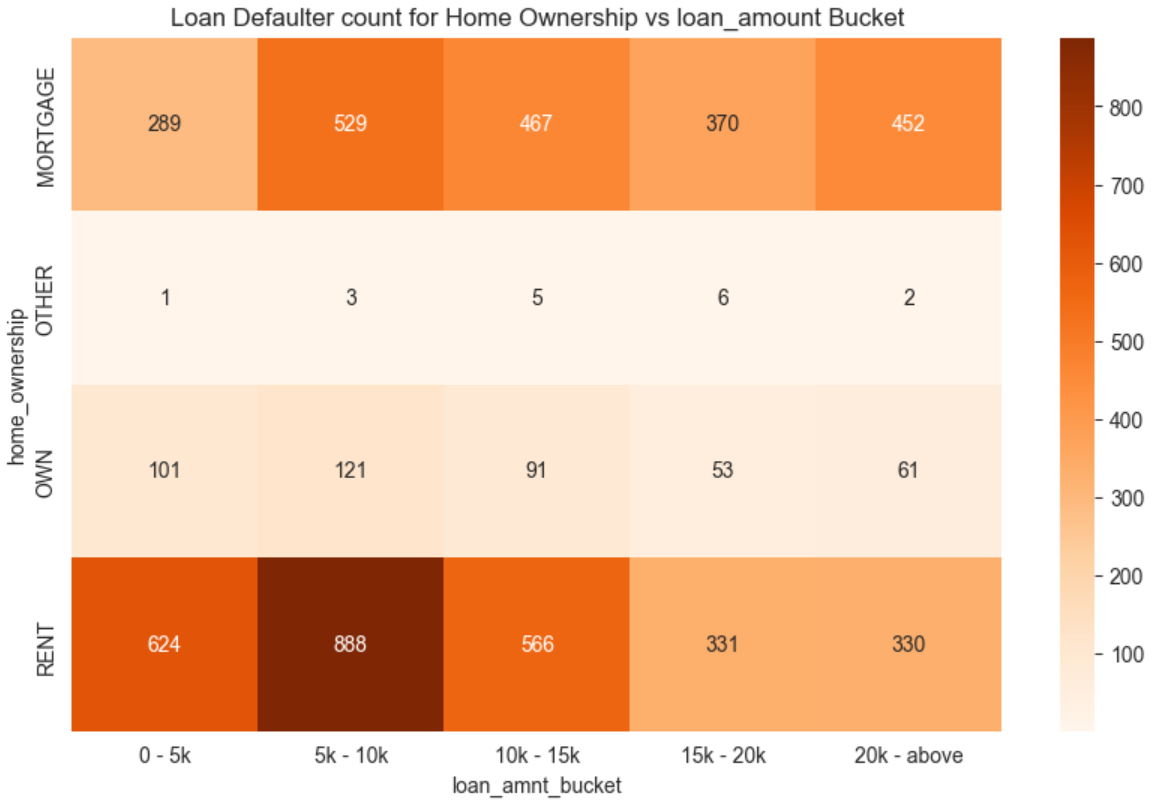 Loan Defaulter count for Home Ownership vs loan_amount Bucket
home_ownership
MORTGAGE
289 529 467 370 452
OTHER
1 3 5 6 2
OWN
101 121 91 53 61
RENT
624 888 566 331 330
0 - 5k 5k - 10k 10k - 15k 15k - 20k 20k - above
loan_amnt_bucket
800
700
600
500
400
300
200
100